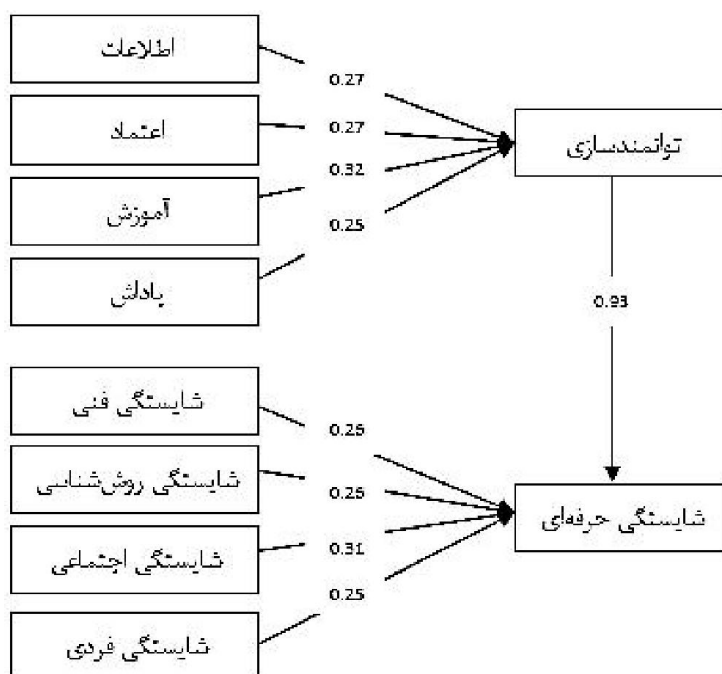 اطلاعات
0.27
اعتماد
0.27
توانمندسازی
آموزش
0.32
پاداش
0.25
0.93
شایستگی فنی
0.25
شایستگی روش‌شناسی
0.25
شایستگی حرفه‌ای
شایستگی اجتماعی
0.31
شایستگی فردی
0.25